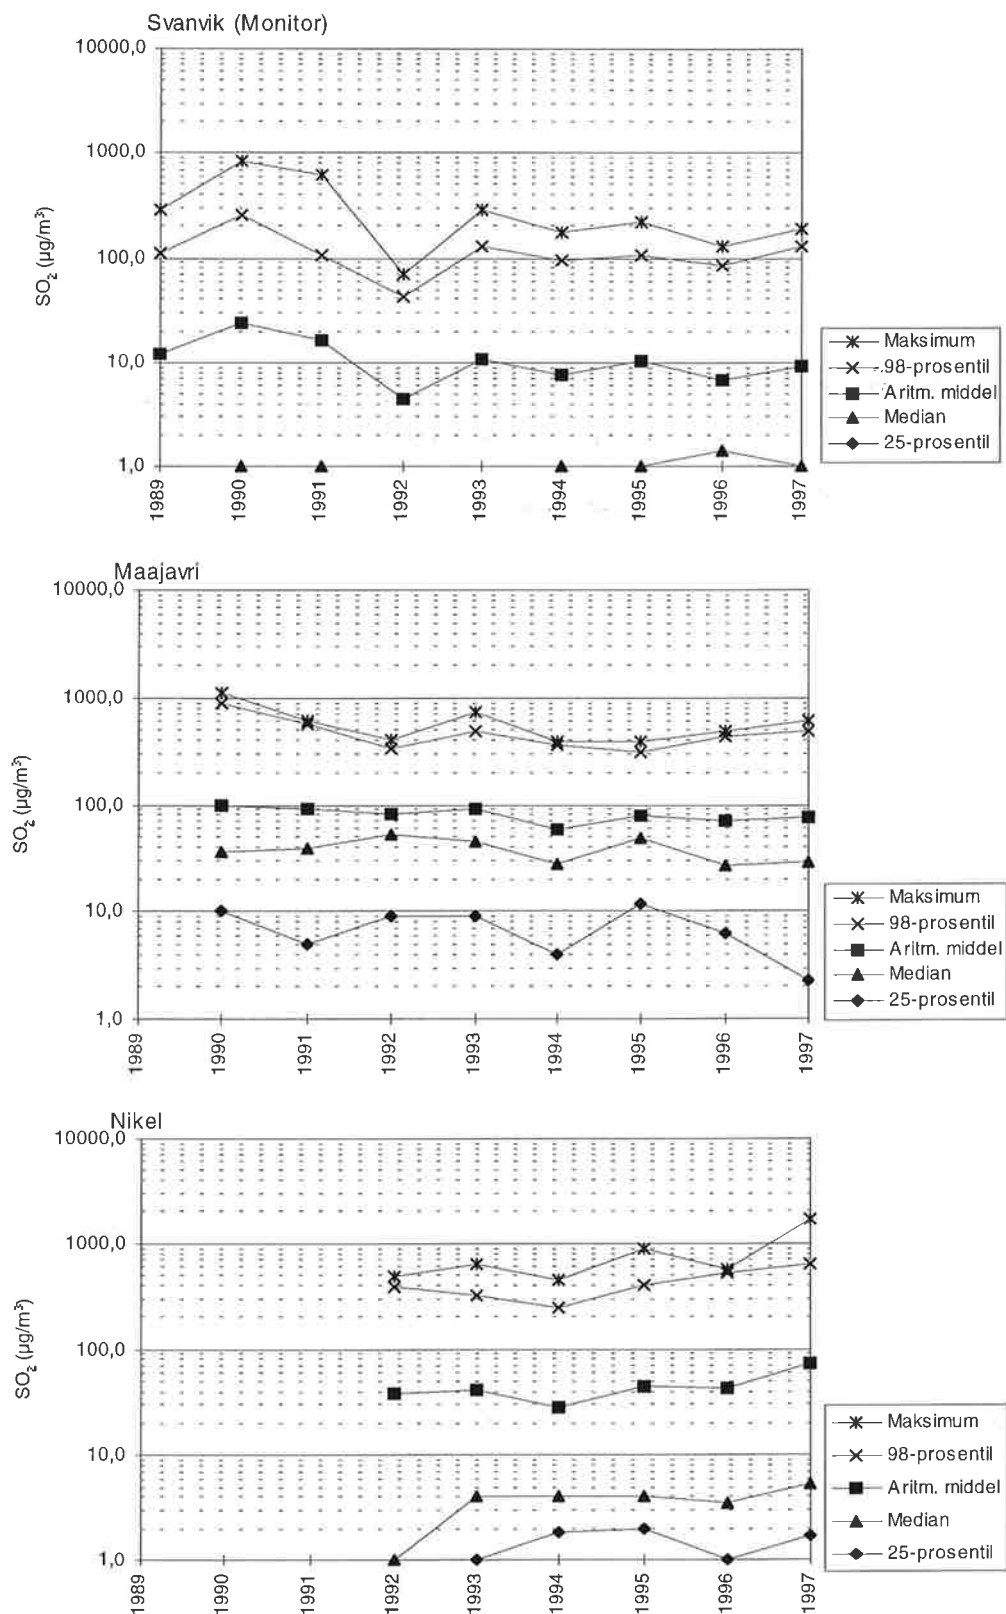 Svanvik (Monitor)
10000,0
1000,0
100,0
10,0
1,0
SO₂ (µg/m³)
1989
1990
1991
1992
1993
1994
1995
1996
1997
Maksimum
98-prosentil
Aritm. middel
Median
25-prosentil
Maajavri
10000,0
1000,0
100,0
10,0
1,0
SO₂ (µg/m³)
1989
1990
1991
1992
1993
1994
1995
1996
1997
Maksimum
98-prosentil
Aritm. middel
Median
25-prosentil
Nikel
10000,0
1000,0
100,0
10,0
1,0
SO₂ (µg/m³)
1989
1990
1991
1992
1993
1994
1995
1996
1997
Maksimum
98-prosentil
Aritm. middel
Median
25-prosentil